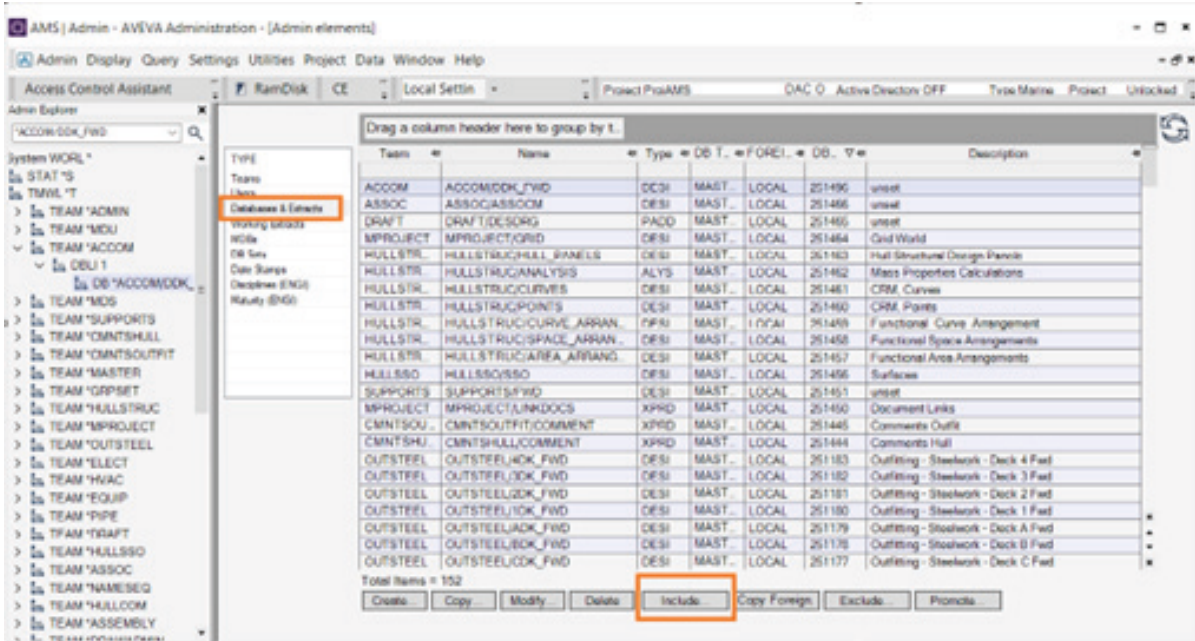 AMS | Admin - AVEVA Administration - [Admin elements]
Admin Display Query Settings Utilities Project Data Window Help
Access Control Assistant RamDisk CE Local Settin Project ProjAMS DAC O Active Directory OFF Type Marine Project Unlocked
Admin Explorer
*ACCOM/DDK_FWD
System WORL *
STAT *S
TMWL *T
TEAM *ADMIN
TEAM *MDU
TEAM *ACCOM
DBLI 1
DB *ACCOM/DDK_
TEAM *MDS
TEAM *SUPPORTS
TEAM *CMNTSHULL
TEAM *CMNTSOUTFIT
TEAM *MASTER
TEAM *GRPSET
TEAM *HULLSTRUC
TEAM *MPROJECT
TEAM *OUTSTEEL
TEAM *ELECT
TEAM *HVAC
TEAM *EQUIP
TEAM *PIPE
TEAM *DRAFT
TEAM *HULLSSO
TEAM *ASSOC
TEAM *NAMESEQ
TEAM *HULLCOM
TEAM *ASSEMBLY
TYPE
Teams
Users
Databases & Extracts
Working Extracts
MDBs
DB Sets
Date Stamps
Disciplines (ENGI)
Maturity (ENGI)
Drag a column header here to group by t..
Team Name Type DB T.. FOREI.. DB.. Description
ACCOM ACCOM/DDK_FWD DESI MAST.. LOCAL 251496 unset
ASSOC ASSOC/ASSOCM DESI MAST.. LOCAL 251466 unset
DRAFT DRAFT/DESDRG PADD MAST.. LOCAL 251465 unset
MPROJECT MPROJECT/GRID DESI MAST.. LOCAL 251464 Grid World
HULLSTR.. HULLSTRUC/HULL_PANELS DESI MAST.. LOCAL 251463 Hull Structural Design Panels
HULLSTR.. HULLSTRUC/ANALYSIS ALYS MAST.. LOCAL 251462 Mass Properties Calculations
HULLSTR.. HULLSTRUC/CURVES DESI MAST.. LOCAL 251461 CRM, Curves
HULLSTR.. HULLSTRUC/POINTS DESI MAST.. LOCAL 251460 CRM, Points
HULLSTR.. HULLSTRUC/CURVE_ARRAN.. DESI MAST.. LOCAL 251459 Functional Curve Arrangement
HULLSTR.. HULLSTRUC/SPACE_ARRAN.. DESI MAST.. LOCAL 251458 Functional Space Arrangements
HULLSTR.. HULLSTRUC/AREA_ARRANG.. DESI MAST.. LOCAL 251457 Functional Area Arrangements
HULLSSO HULLSSO/SSO DESI MAST.. LOCAL 251456 Surfaces
SUPPORTS SUPPORTS/FWD DESI MAST.. LOCAL 251451 unset
MPROJECT MPROJECT/LINKDOCS XPRD MAST.. LOCAL 251450 Document Links
CMNTSOU.. CMNTSOUTFIT/COMMENT XPRD MAST.. LOCAL 251445 Comments Outfit
CMNTSHU.. CMNTSHULL/COMMENT XPRD MAST.. LOCAL 251444 Comments Hull
OUTSTEEL OUTSTEEL/4DK_FWD DESI MAST.. LOCAL 251183 Outfitting - Steelwork - Deck 4 Fwd
OUTSTEEL OUTSTEEL/3DK_FWD DESI MAST.. LOCAL 251182 Outfitting - Steelwork - Deck 3 Fwd
OUTSTEEL OUTSTEEL/2DK_FWD DESI MAST.. LOCAL 251181 Outfitting - Steelwork - Deck 2 Fwd
OUTSTEEL OUTSTEEL/1DK_FWD DESI MAST.. LOCAL 251180 Outfitting - Steelwork - Deck 1 Fwd
OUTSTEEL OUTSTEEL/ADK_FWD DESI MAST.. LOCAL 251179 Outfitting - Steelwork - Deck A Fwd
OUTSTEEL OUTSTEEL/BDK_FWD DESI MAST.. LOCAL 251178 Outfitting - Steelwork - Deck B Fwd
OUTSTEEL OUTSTEEL/CDK_FWD DESI MAST.. LOCAL 251177 Outfitting - Steelwork - Deck C Fwd
Total Items = 152
Create... Copy... Modify... Delete Include... Copy Foreign Exclude... Promote...